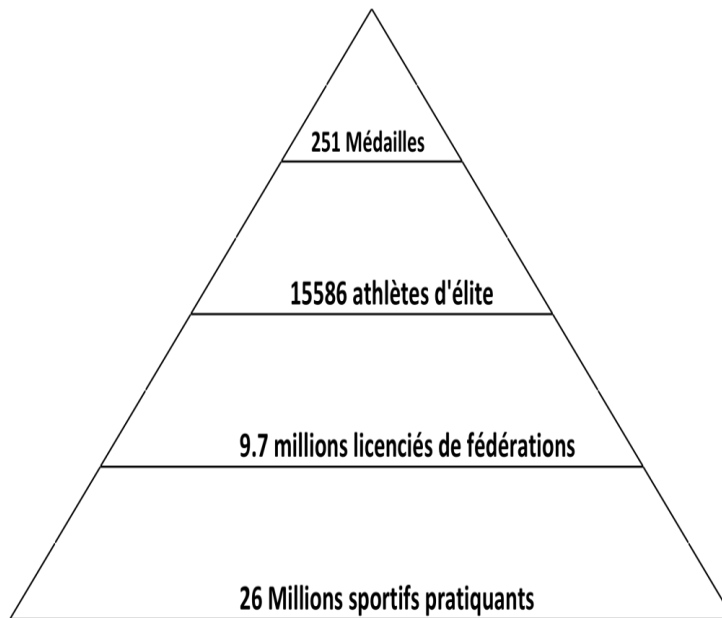 251 Médailles
15586 athlètes d'élite
9.7 millions licenciés de fédérations
26 Millions sportifs pratiquants